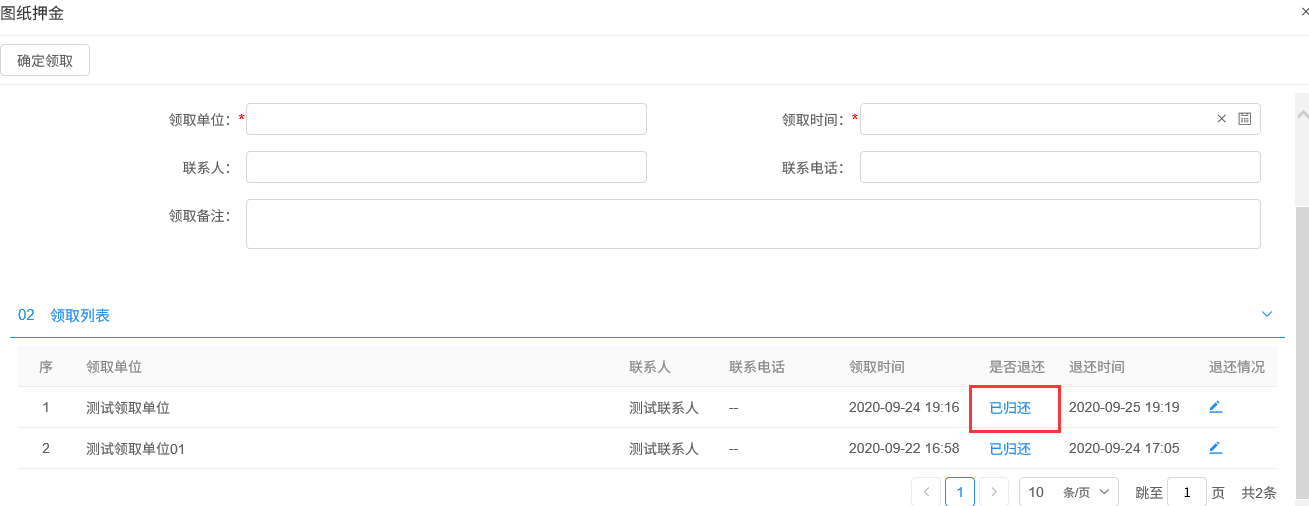 图纸押金
确定领取
领取单位：* 领取时间：*
联系人： 联系电话：
领取备注：
02 领取列表
序 领取单位 联系人 联系电话 领取时间 是否退还 退还时间 退还情况
1 测试领取单位 测试联系人 -- 2020-09-24 19:16 已归还 2020-09-25 19:19
2 测试领取单位01 测试联系人 -- 2020-09-22 16:58 已归还 2020-09-24 17:05
1 10 条/页 跳至 1 页 共2条